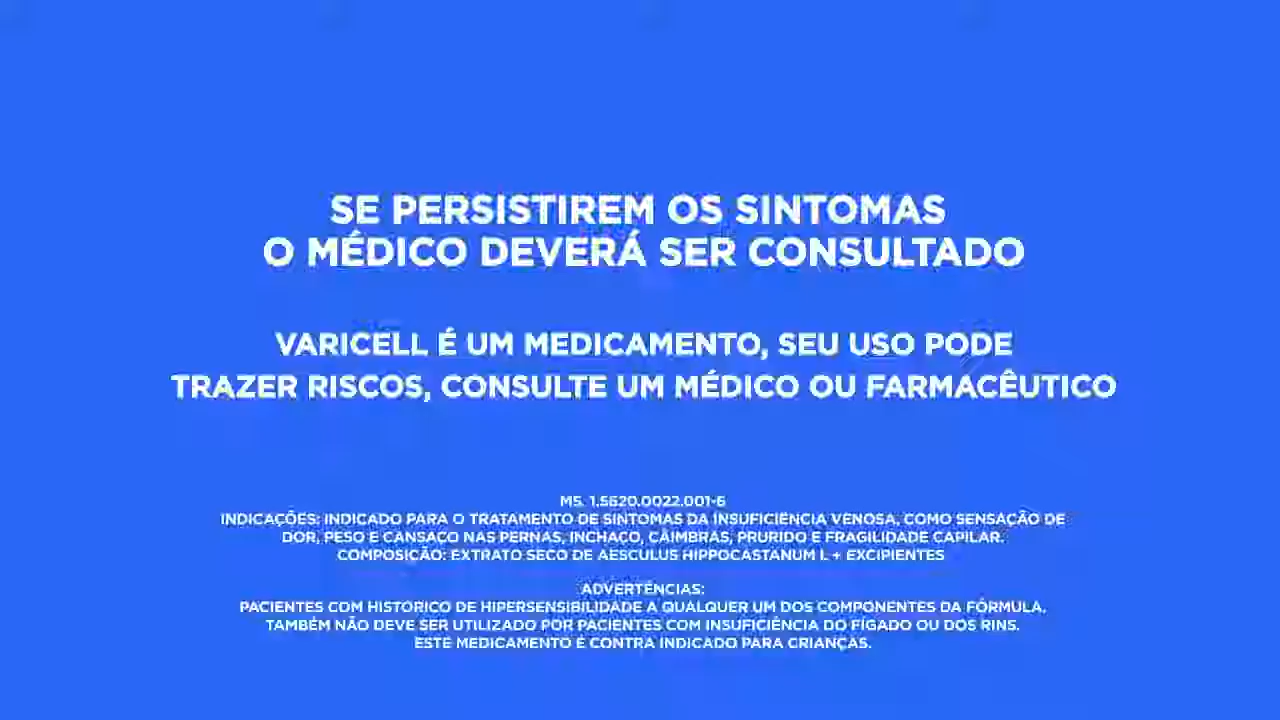 SE PERSISTIREM OS SINTOMAS
O MÉDICO DEVERÁ SER CONSULTADO
VARICELL É UM MEDICAMENTO, SEU USO PODE
TRAZER RISCOS, CONSULTE UM MÉDICO OU FARMACÊUTICO
MS. 1.5620.0022.001-6
INDICAÇÕES: INDICADO PARA O TRATAMENTO DE SINTOMAS DA INSUFICIÊNCIA VENOSA, COMO SENSAÇÃO DE
DOR, PESO E CANSAÇO NAS PERNAS, INCHAÇO, CÂIMBRAS, PRURIDO E FRAGILIDADE CAPILAR.
COMPOSIÇÃO: EXTRATO SECO DE AESCULUS HIPPOCASTANUM L + EXCIPIENTES
ADVERTÊNCIAS:
PACIENTES COM HISTÓRICO DE HIPERSENSIBILIDADE A QUALQUER UM DOS COMPONENTES DA FÓRMULA.
TAMBÉM NÃO DEVE SER UTILIZADO POR PACIENTES COM INSUFICIÊNCIA DO FÍGADO OU DOS RINS.
ESTE MEDICAMENTO É CONTRA INDICADO PARA CRIANÇAS.